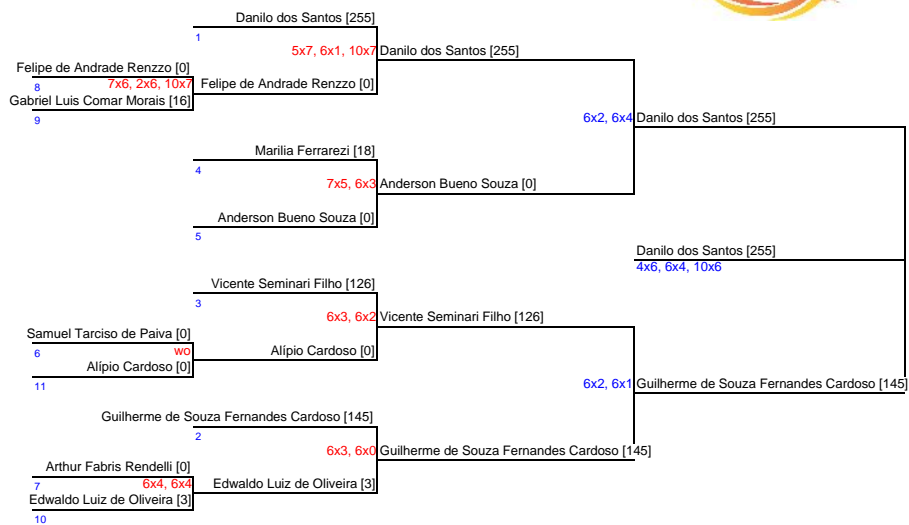 Danilo dos Santos [255]
1
5x7, 6x1, 10x7 Danilo dos Santos [255]
Felipe de Andrade Renzzo [0]
8
7x6, 2x6, 10x7 Felipe de Andrade Renzzo [0]
Gabriel Luis Comar Morais [16]
9
6x2, 6x4 Danilo dos Santos [255]
Marilia Ferrarezi [18]
4
7x5, 6x3 Anderson Bueno Souza [0]
Anderson Bueno Souza [0]
5
Danilo dos Santos [255]
4x6, 6x4, 10x6
Vicente Seminari Filho [126]
3
6x3, 6x2 Vicente Seminari Filho [126]
Samuel Tarciso de Paiva [0]
6
wo Alípio Cardoso [0]
Alípio Cardoso [0]
11
6x2, 6x1 Guilherme de Souza Fernandes Cardoso [145]
Guilherme de Souza Fernandes Cardoso [145]
2
6x3, 6x0 Guilherme de Souza Fernandes Cardoso [145]
Arthur Fabris Rendelli [0]
7
6x4, 6x4 Edwaldo Luiz de Oliveira [3]
Edwaldo Luiz de Oliveira [3]
10